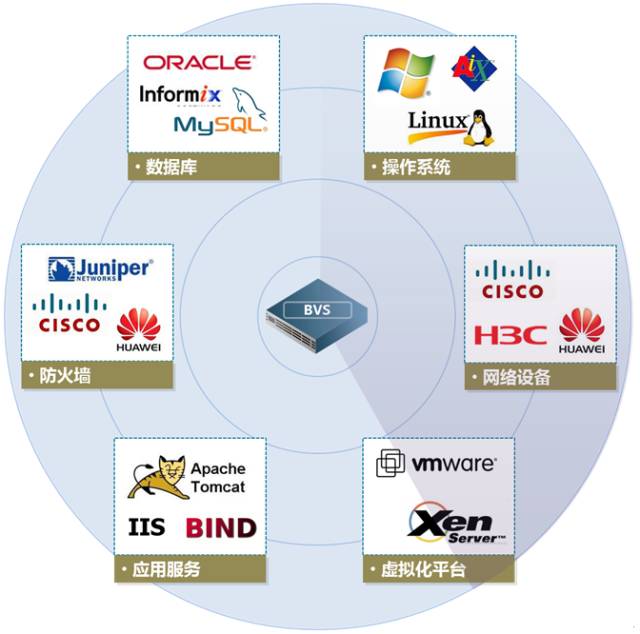 ORACLE®
Informix
MySQL®
· 数据库
AiX
Linux
· 操作系统
Juniper®
NETWORKS
CISCO
HUAWEI
· 防火墙
BVS
CISCO
H3C
HUAWEI
· 网络设备
Apache
Tomcat
IIS BIND
· 应用服务
vmware®
Xen
Server™
· 虚拟化平台